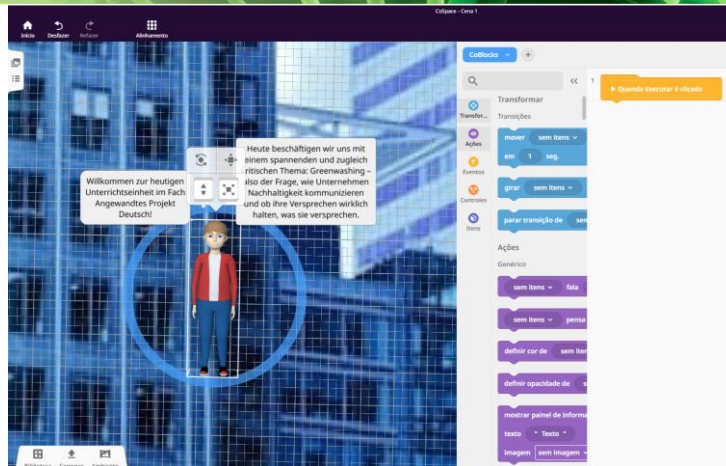 CoSpace - Cena 1
Início
Desfazer
Refazer
Alinhamento
Willkommen zur heutigen
Unterrichtseinheit im Fach
Angewandtes Projekt
Deutsch!
Heute beschäftigen wir uns mit
einem spannenden und zugleich
kritischen Thema: Greenwashing –
also der Frage, wie Unternehmen
Nachhaltigkeit kommunizieren
und ob ihre Versprechen wirklich
halten, was sie versprechen.
CoBlocks
Transfor...
Ações
Eventos
Controles
Itens
Transformar
Transições
mover sem itens
em 1 seg.
girar sem itens
parar transição de sem
Ações
Genérico
sem itens fala
sem itens pensa
definir cor de sem iten
definir opacidade de s
mostrar painel de informa
texto " Texto "
imagem sem imagem
1
Quando Executar é clicado